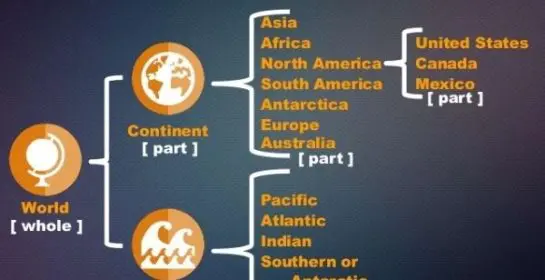 World
[ whole ]
Continent
[ part ]
Asia
Africa
North America
South America
Antarctica
Europe
Australia
[ part ]
United States
Canada
Mexico
[ part ]
Pacific
Atlantic
Indian
Southern or
Antarctic